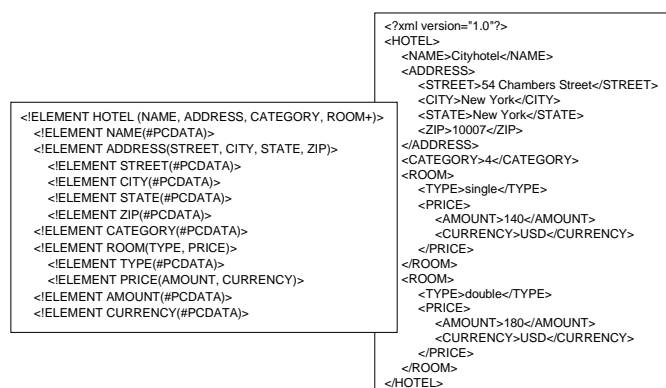 <!ELEMENT HOTEL (NAME, ADDRESS, CATEGORY, ROOM+)>
<!ELEMENT NAME(#PCDATA)>
<!ELEMENT ADDRESS(STREET, CITY, STATE, ZIP)>
<!ELEMENT STREET(#PCDATA)>
<!ELEMENT CITY(#PCDATA)>
<!ELEMENT STATE(#PCDATA)>
<!ELEMENT ZIP(#PCDATA)>
<!ELEMENT CATEGORY(#PCDATA)>
<!ELEMENT ROOM(TYPE, PRICE)>
<!ELEMENT TYPE(#PCDATA)>
<!ELEMENT PRICE(AMOUNT, CURRENCY)>
<!ELEMENT AMOUNT(#PCDATA)>
<!ELEMENT CURRENCY(#PCDATA)>
<?xml version="1.0"?>
<HOTEL>
<NAME>Cityhotel</NAME>
<ADDRESS>
<STREET>54 Chambers Street</STREET>
<CITY>New York</CITY>
<STATE>New York</STATE>
<ZIP>10007</ZIP>
</ADDRESS>
<CATEGORY>4</CATEGORY>
<ROOM>
<TYPE>single</TYPE>
<PRICE>
<AMOUNT>140</AMOUNT>
<CURRENCY>USD</CURRENCY>
</PRICE>
</ROOM>
<ROOM>
<TYPE>double</TYPE>
<PRICE>
<AMOUNT>180</AMOUNT>
<CURRENCY>USD</CURRENCY>
</PRICE>
</ROOM>
</HOTEL>